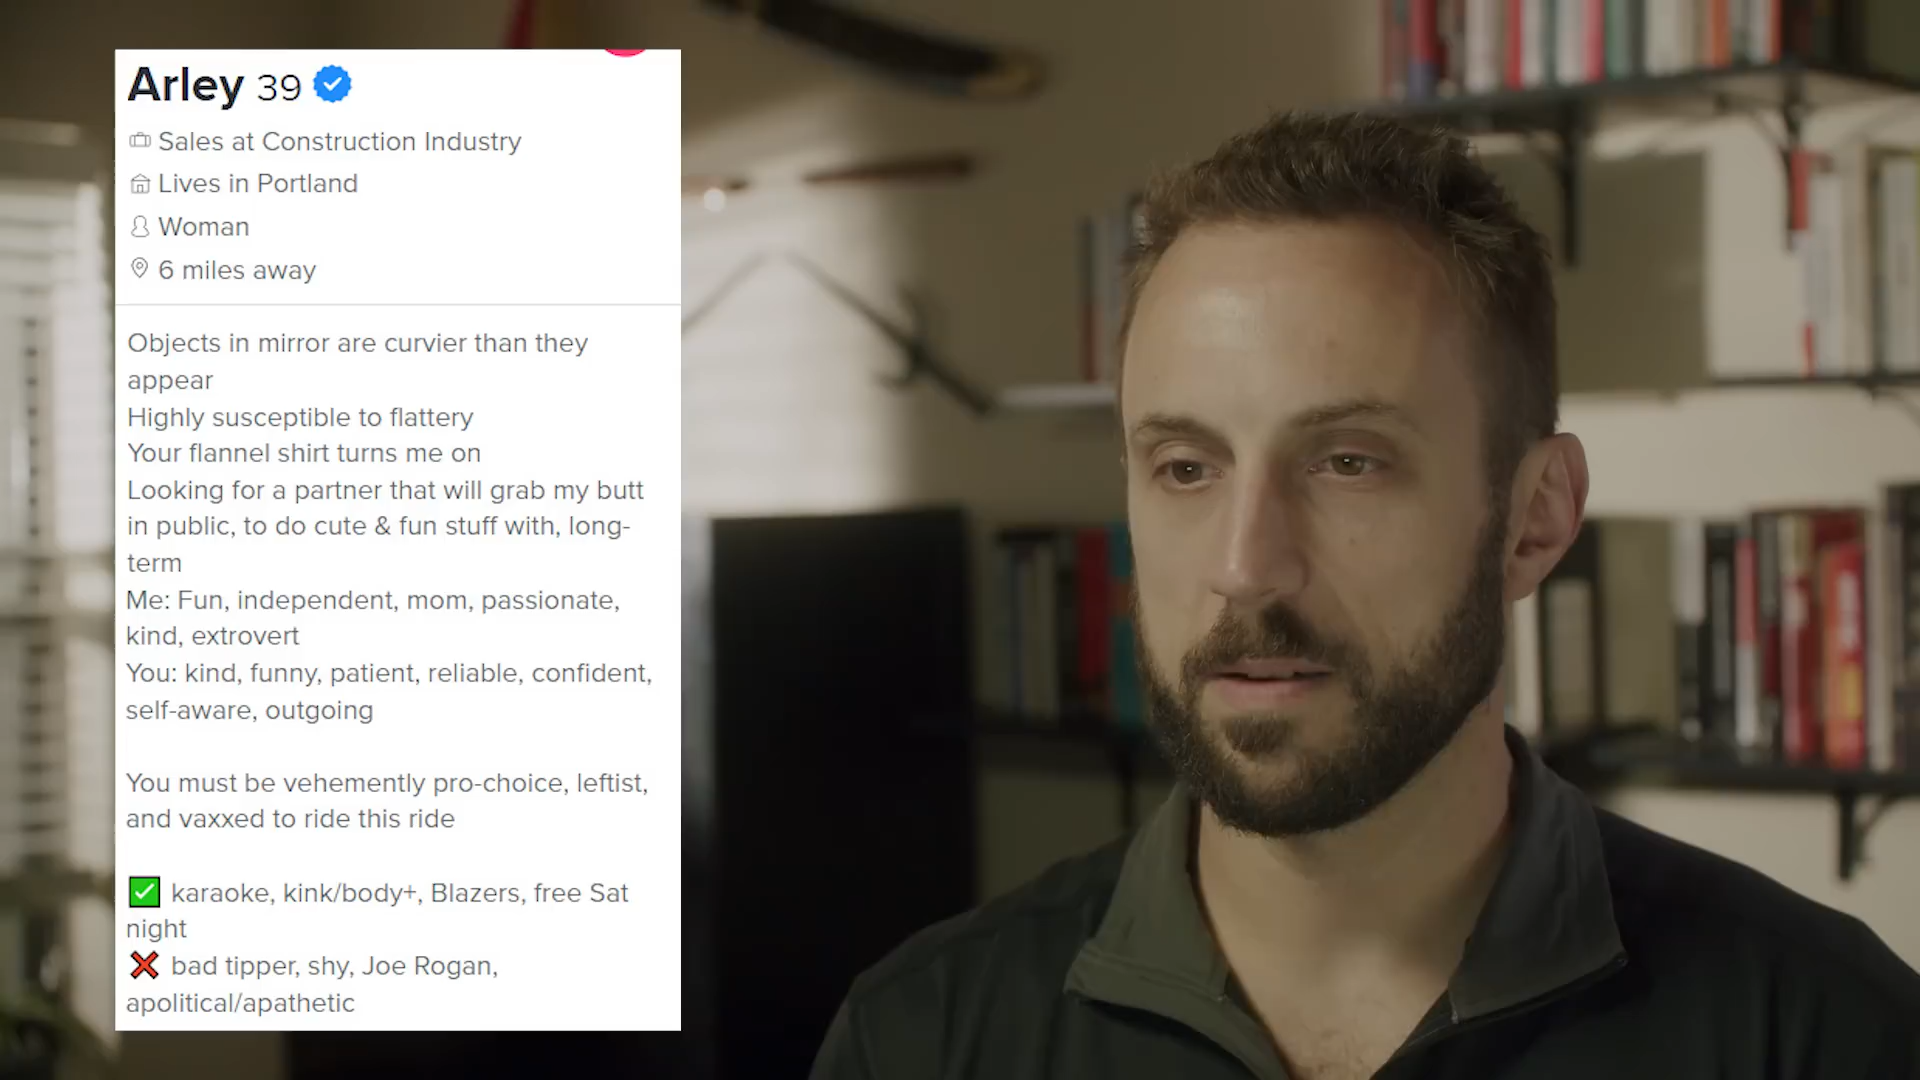 Arley 39
Sales at Construction Industry
Lives in Portland
Woman
6 miles away
Objects in mirror are curvier than they
appear
Highly susceptible to flattery
Your flannel shirt turns me on
Looking for a partner that will grab my butt
in public, to do cute & fun stuff with, long-
term
Me: Fun, independent, mom, passionate,
kind, extrovert
You: kind, funny, patient, reliable, confident,
self-aware, outgoing
You must be vehemently pro-choice, leftist,
and vaxxed to ride this ride
✅ karaoke, kink/body+, Blazers, free Sat
night
❌ bad tipper, shy, Joe Rogan,
apolitical/apathetic